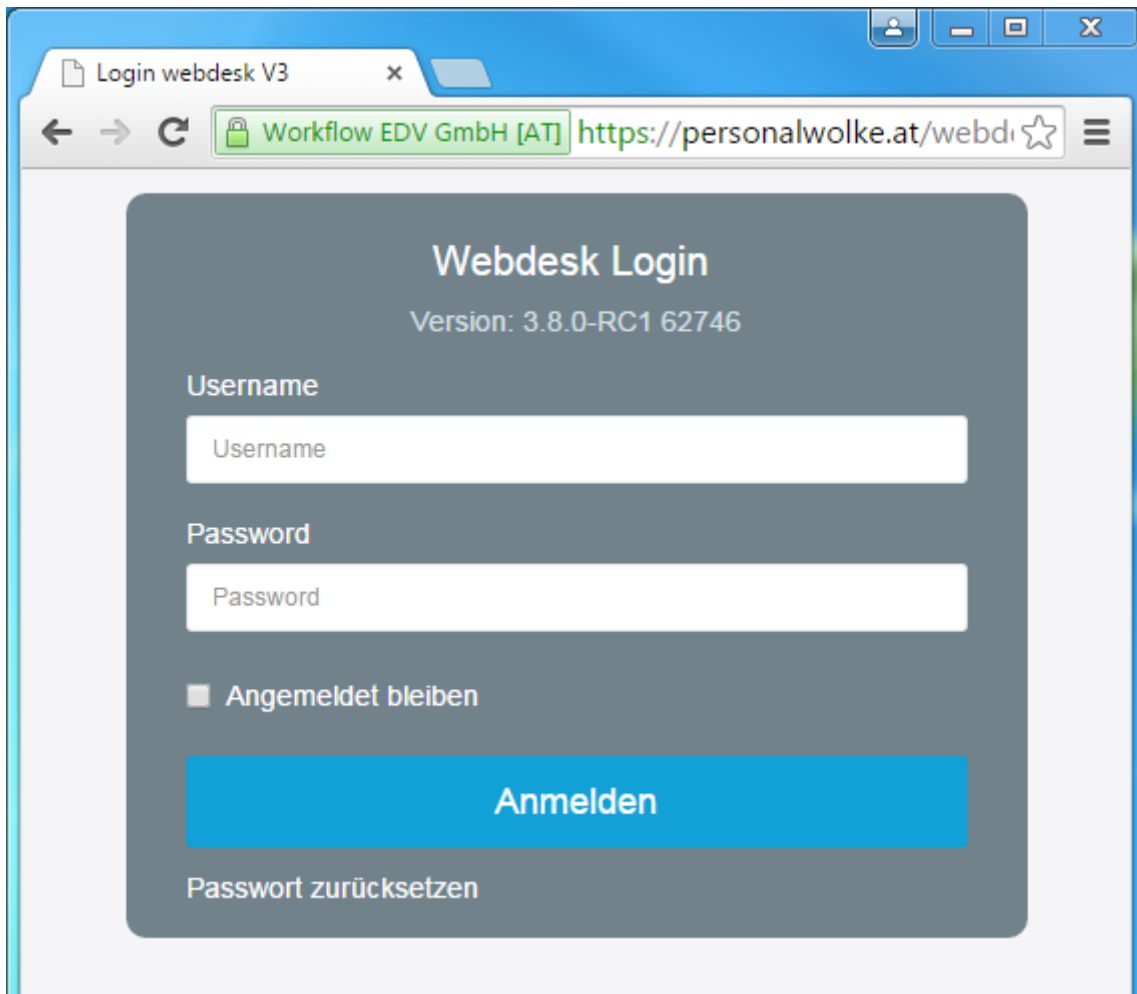 Login webdesk V3
Workflow EDV GmbH [AT] https://personalwolke.at/webd
Webdesk Login
Version: 3.8.0-RC1 62746
Username
Username
Password
Password
Angemeldet bleiben
Anmelden
Passwort zurücksetzen